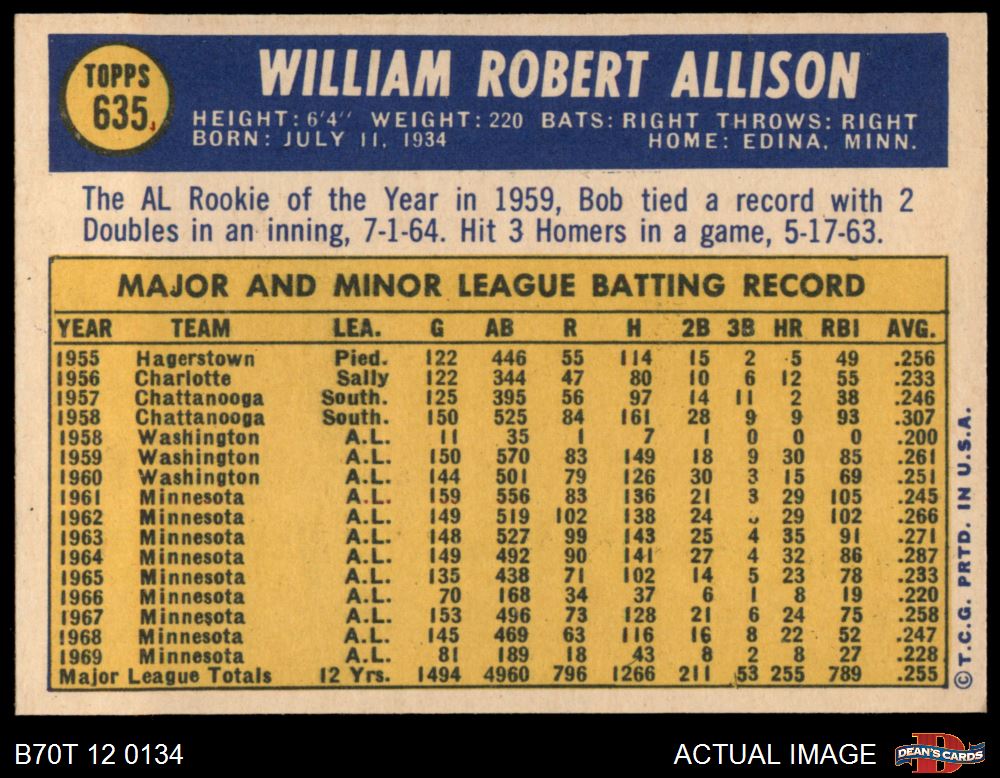 TOPPS
635
WILLIAM ROBERT ALLISON
HEIGHT: 6'4" WEIGHT: 220 BATS: RIGHT THROWS: RIGHT
BORN: JULY 11, 1934 HOME: EDINA, MINN.
The AL Rookie of the Year in 1959, Bob tied a record with 2
Doubles in an inning, 7-1-64. Hit 3 Homers in a game, 5-17-63.
MAJOR AND MINOR LEAGUE BATTING RECORD
YEAR TEAM LEA. G AB R H 2B 3B HR RBI AVG.
1955 Hagerstown Pied. 122 446 55 114 15 2 5 49 .256
1956 Charlotte Sally 122 344 47 80 10 6 12 55 .233
1957 Chattanooga South. 125 395 56 97 14 11 2 38 .246
1958 Chattanooga South. 150 525 84 161 28 9 9 93 .307
1958 Washington A.L. 11 35 1 7 1 0 0 0 .200
1959 Washington A.L. 150 570 83 149 18 9 30 85 .261
1960 Washington A.L. 144 501 79 126 30 3 15 69 .251
1961 Minnesota A.L. 159 556 83 136 21 3 29 105 .245
1962 Minnesota A.L. 149 519 102 138 24 29 102 .266
1963 Minnesota A.L. 148 527 99 143 25 4 35 91 .271
1964 Minnesota A.L. 149 492 90 141 27 4 32 86 .287
1965 Minnesota A.L. 135 438 71 102 14 5 23 78 .233
1966 Minnesota A.L. 70 168 34 37 6 1 8 19 .220
1967 Minnesota A.L. 153 496 73 128 21 6 24 75 .258
1968 Minnesota A.L. 145 469 63 116 16 8 22 52 .247
1969 Minnesota A.L. 81 189 18 43 8 2 8 27 .228
Major League Totals 12 Yrs. 1494 4960 796 1266 211 53 255 789 .255
©T.C.G. PRTD. IN U.S.A.
B70T 12 0134 ACTUAL IMAGE
DEAN'S CARDS